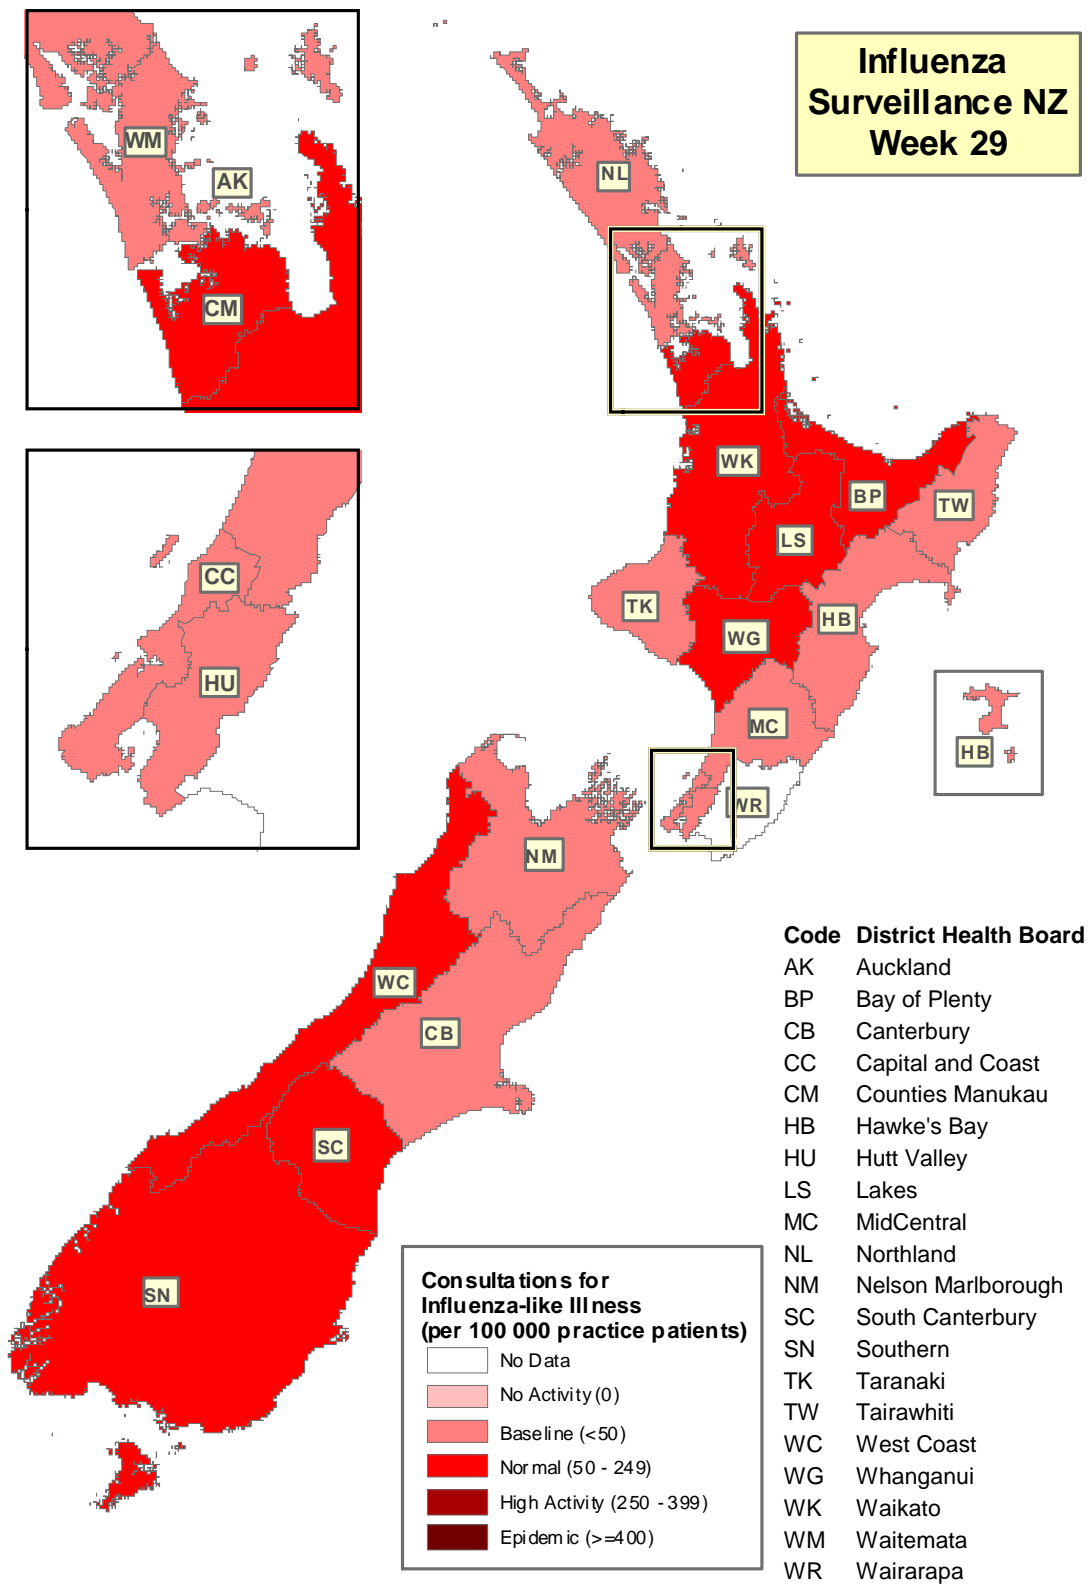 Influenza
Surveillance NZ
Week 29
WM
AK
CM
NL
WK
BP
TW
LS
TK
WG
HB
MC
HB
WR
CC
HU
NM
WC
CB
SC
SN
Consultations for
Influenza-like Illness
(per 100 000 practice patients)
No Data
No Activity (0)
Baseline (<50)
Normal (50 - 249)
High Activity (250 - 399)
Epidemic (>=400)
Code District Health Board
AK Auckland
BP Bay of Plenty
CB Canterbury
CC Capital and Coast
CM Counties Manukau
HB Hawke's Bay
HU Hutt Valley
LS Lakes
MC MidCentral
NL Northland
NM Nelson Marlborough
SC South Canterbury
SN Southern
TK Taranaki
TW Tairawhiti
WC West Coast
WG Whanganui
WK Waikato
WM Waitemata
WR Wairarapa